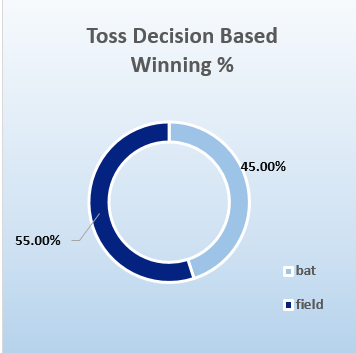 Toss Decision Based
Winning %
45.00%
55.00%
bat
field